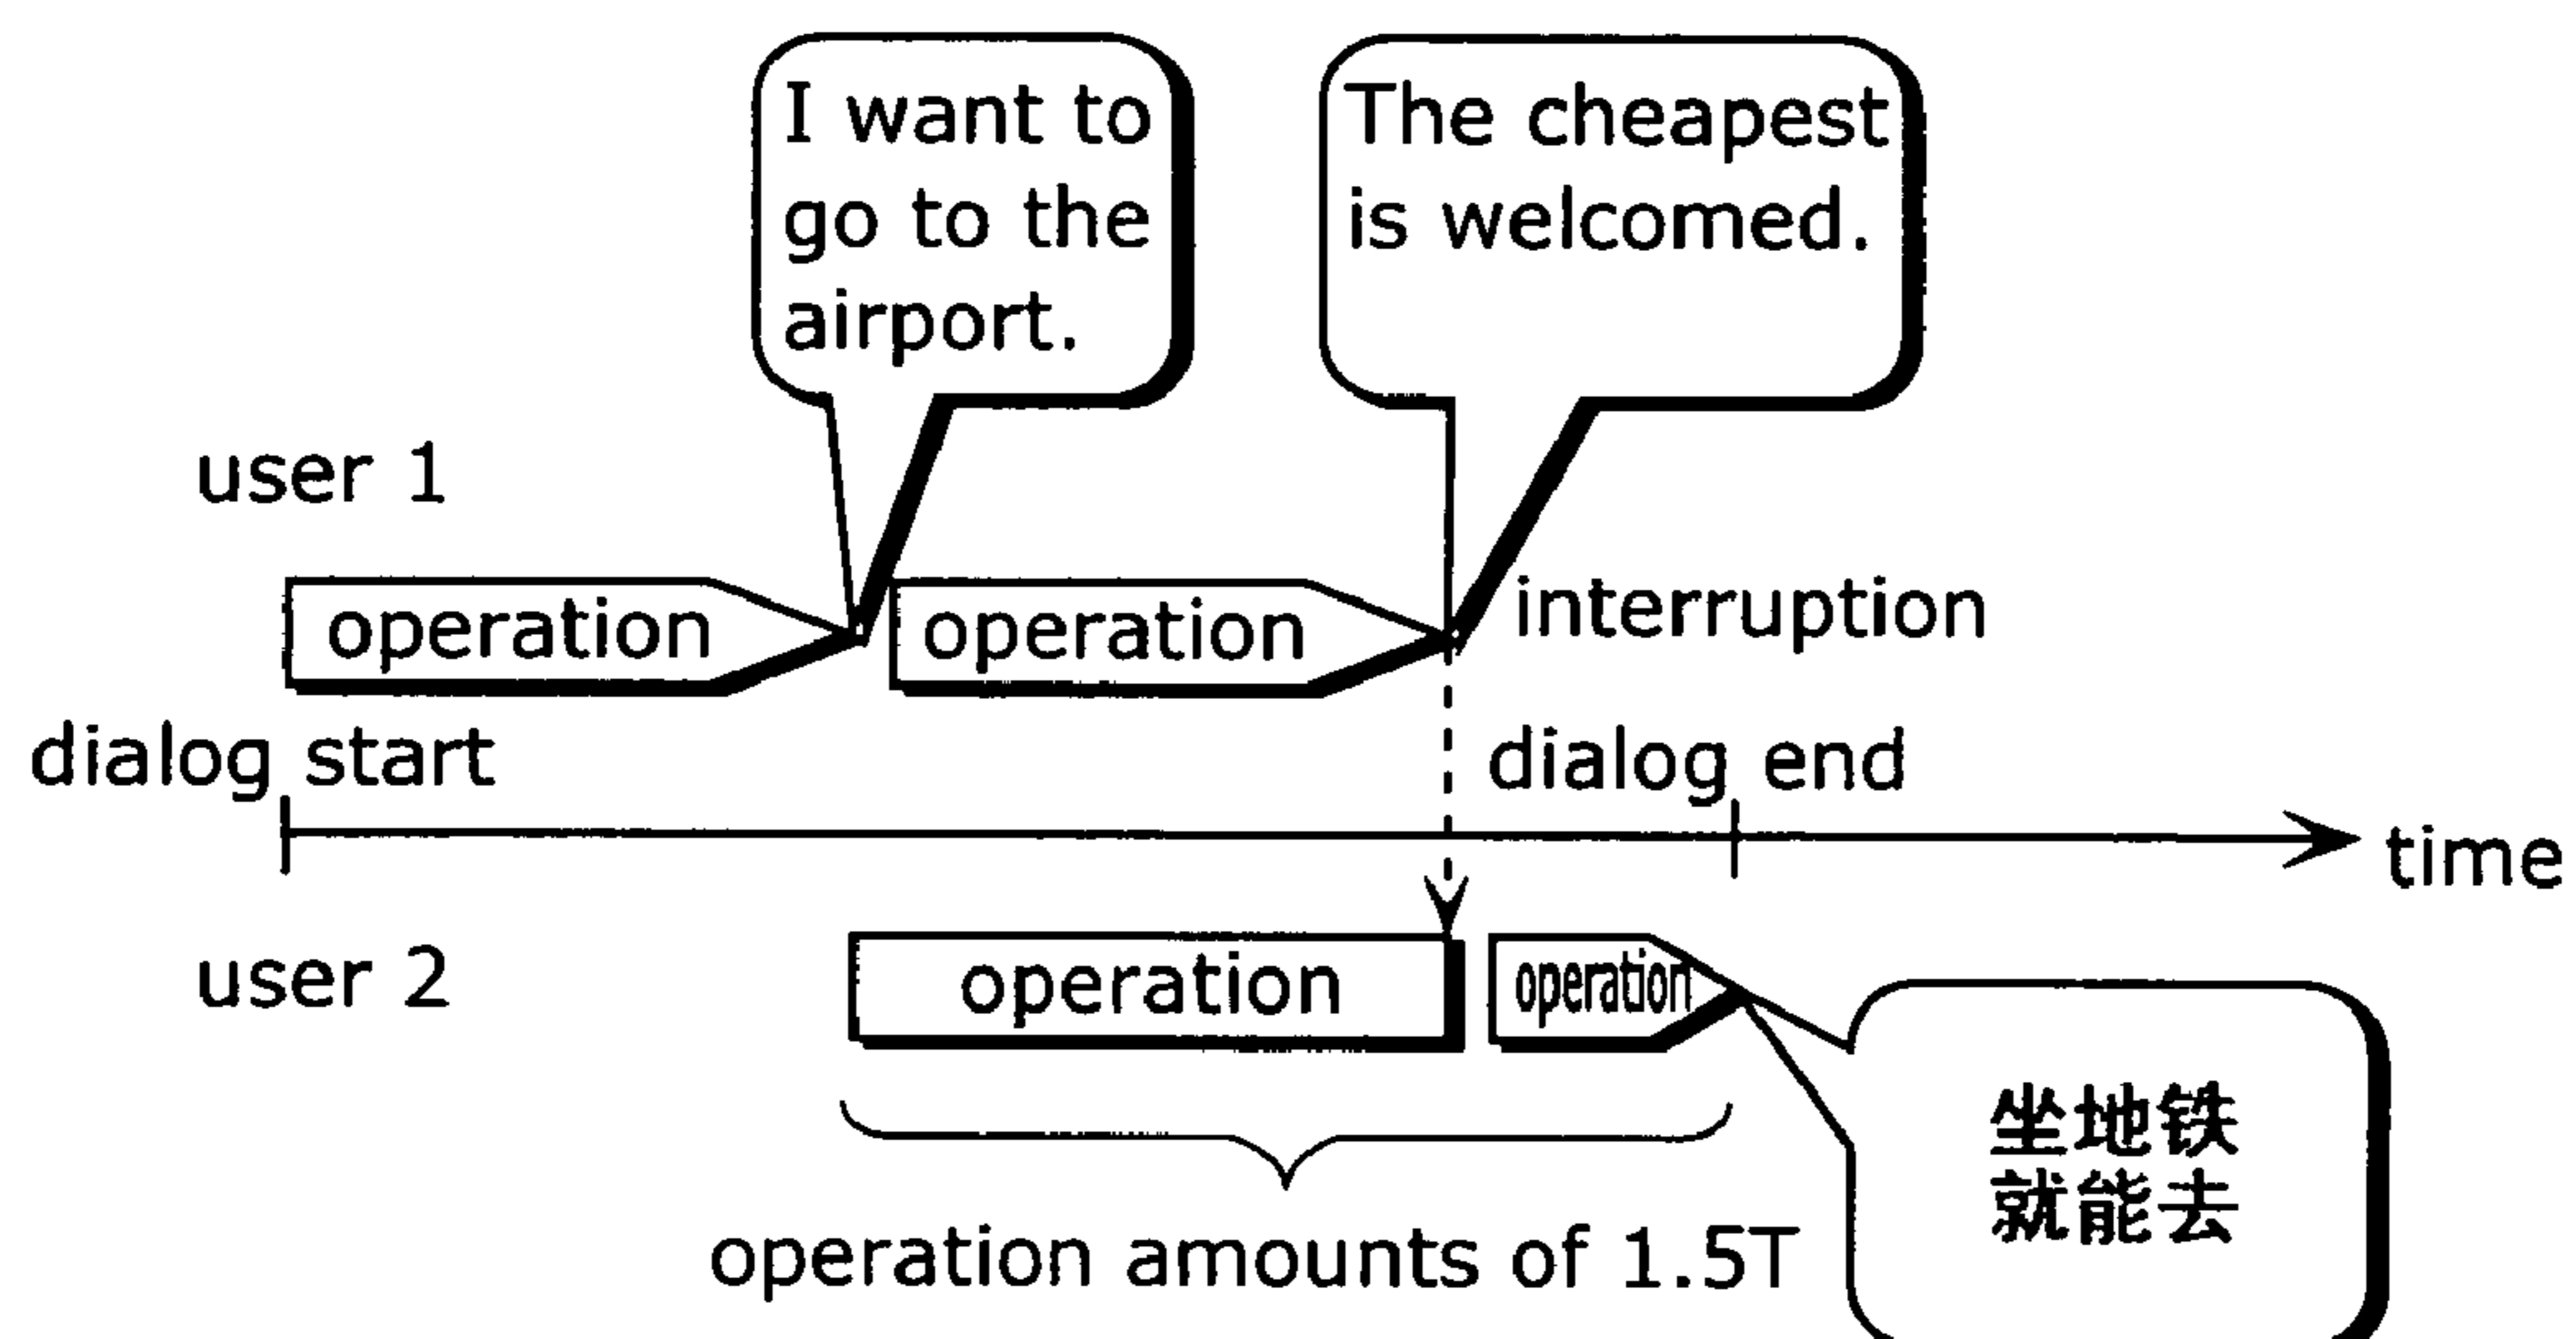 I want to
go to the
airport.
The cheapest
is welcomed.
user 1
operation
operation
interruption
dialog start
dialog end
time
user 2
operation
operation
坐地铁
就能去
operation amounts of 1.5T